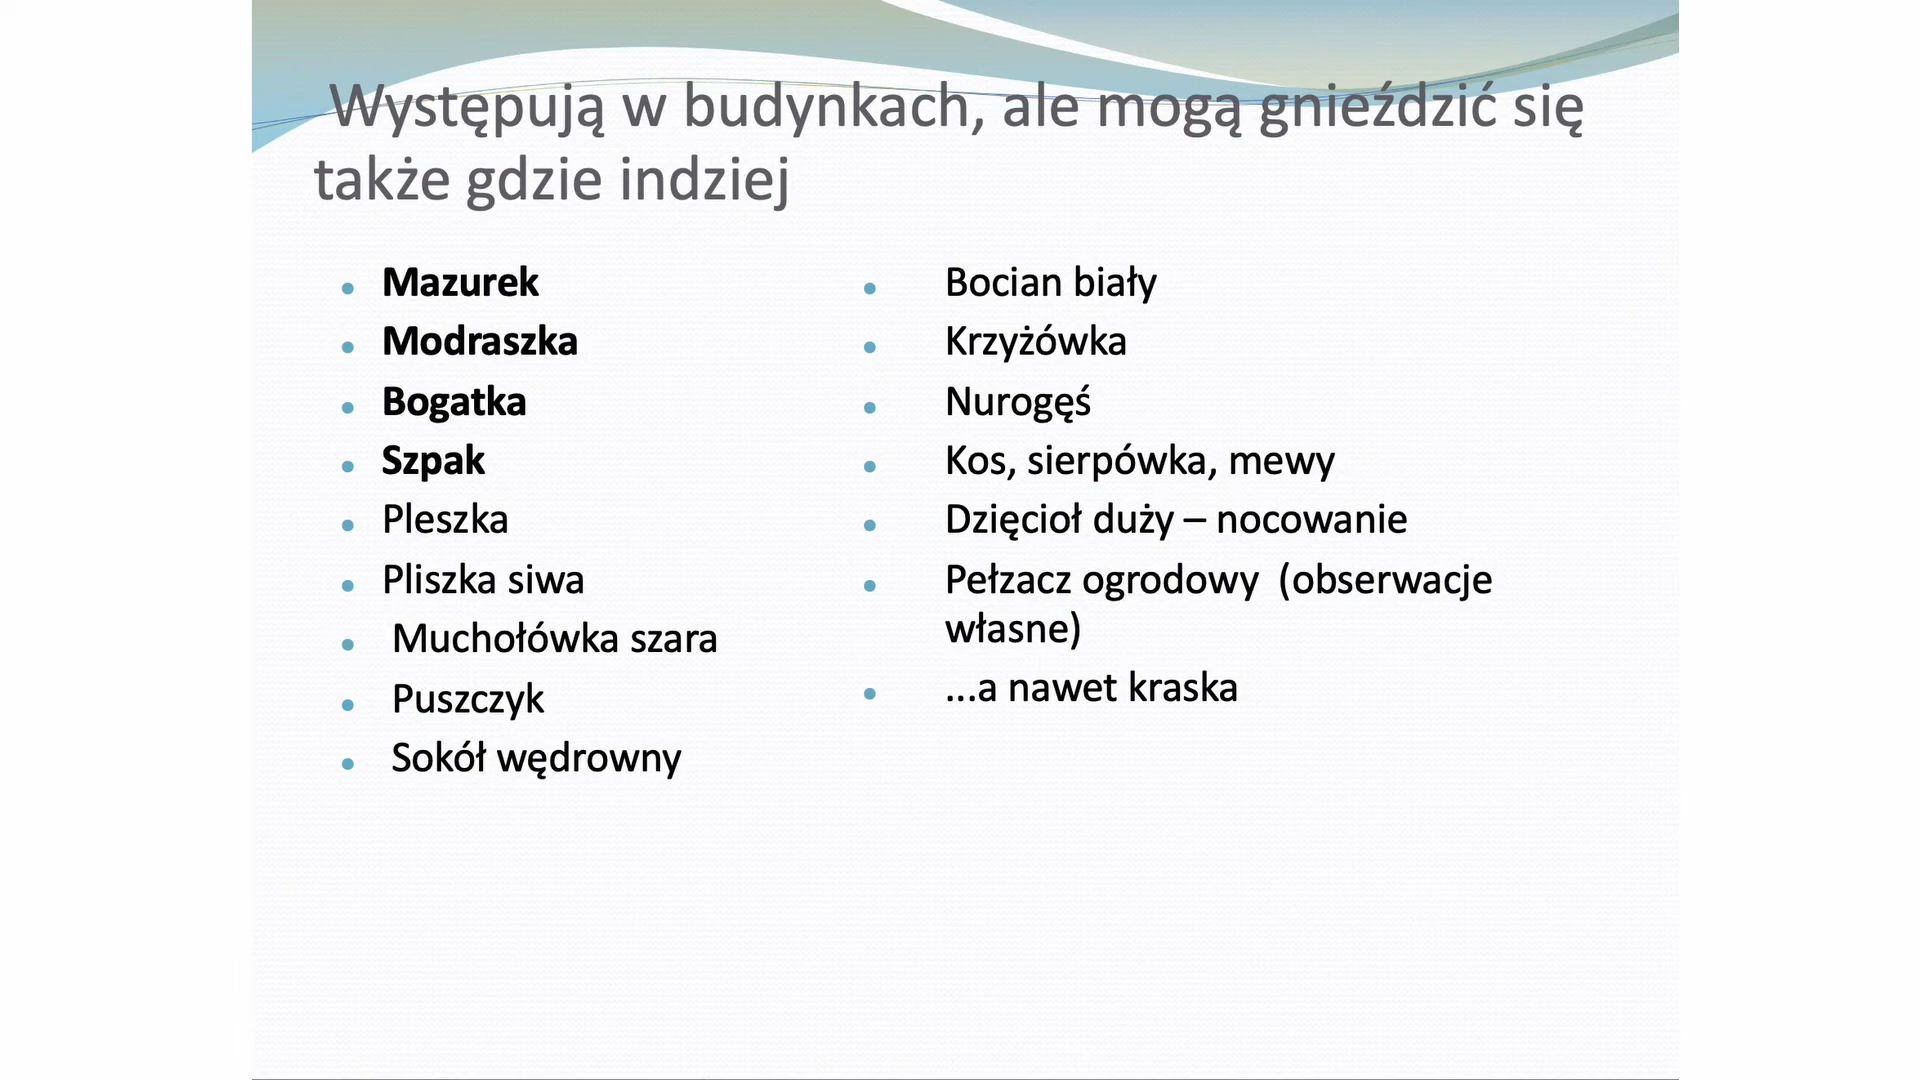 Występują w budynkach, ale mogą gnieździć się
także gdzie indziej
Mazurek
Modraszka
Bogatka
Szpak
Pleszka
Pliszka siwa
Muchołówka szara
Puszczyk
Sokół wędrowny
Bocian biały
Krzyżówka
Nurogęś
Kos, sierpówka, mewy
Dzięcioł duży – nocowanie
Pełzacz ogrodowy (obserwacje
własne)
...a nawet kraska